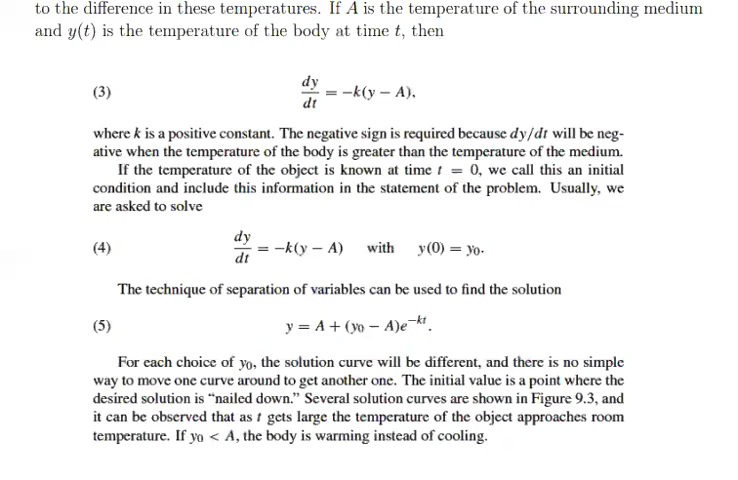 to the difference in these temperatures. If A is the temperature of the surrounding medium
and y(t) is the temperature of the body at time t, then
(3) dy/dt = −k(y − A),
where k is a positive constant. The negative sign is required because dy/dt will be neg-
ative when the temperature of the body is greater than the temperature of the medium.
If the temperature of the object is known at time t = 0, we call this an initial
condition and include this information in the statement of the problem. Usually, we
are asked to solve
(4) dy/dt = −k(y − A) with y(0) = y₀.
The technique of separation of variables can be used to find the solution
(5) y = A + (y₀ − A)e^{−kt}.
For each choice of y₀, the solution curve will be different, and there is no simple
way to move one curve around to get another one. The initial value is a point where the
desired solution is “nailed down.” Several solution curves are shown in Figure 9.3, and
it can be observed that as t gets large the temperature of the object approaches room
temperature. If y₀ < A, the body is warming instead of cooling.